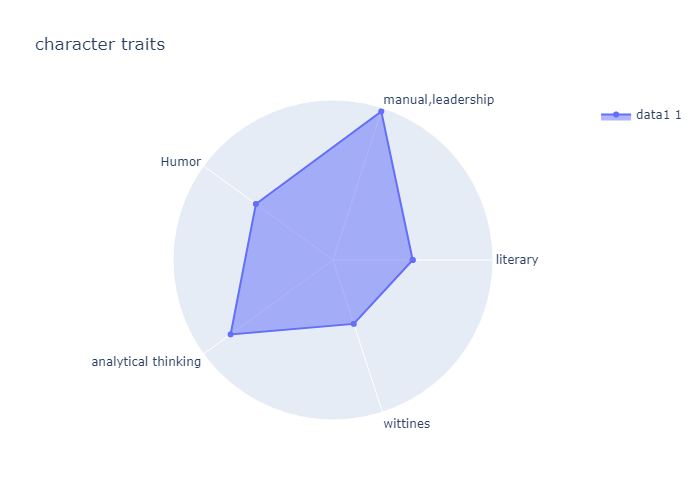 character traits
manual,leadership
data1 1
Humor
literary
analytical thinking
wittines